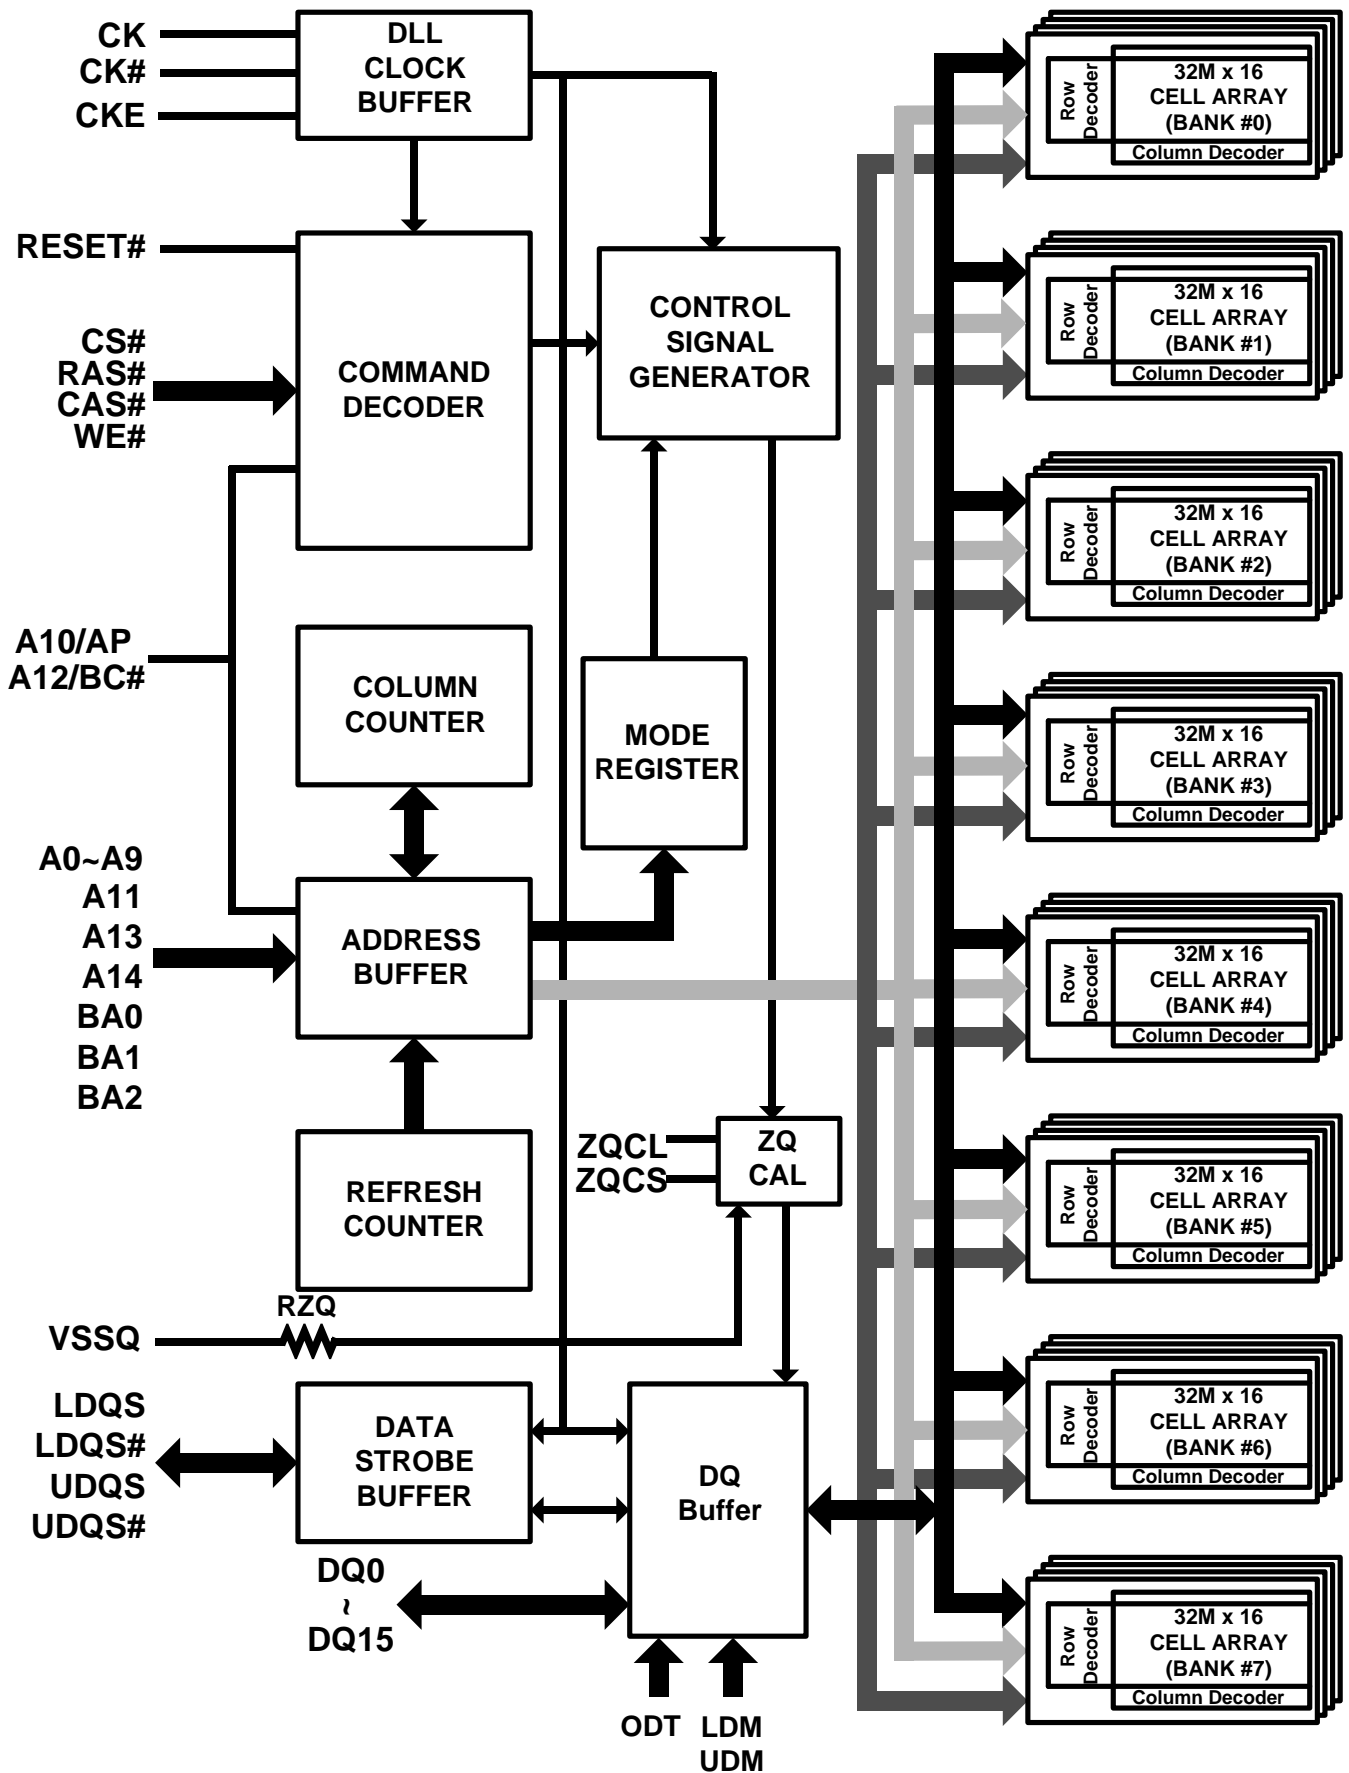 CK
CK#
CKE
DLL
CLOCK
BUFFER
RESET#
CS#
RAS#
CAS#
WE#
COMMAND
DECODER
CONTROL
SIGNAL
GENERATOR
A10/AP
A12/BC#
COLUMN
COUNTER
MODE
REGISTER
A0~A9
A11
A13
A14
BA0
BA1
BA2
ADDRESS
BUFFER
REFRESH
COUNTER
ZQCL
ZQCS
ZQ
CAL
RZQ
VSSQ
LDQS
LDQS#
UDQS
UDQS#
DATA
STROBE
BUFFER
DQ
Buffer
DQ0
~
DQ15
ODT
LDM
UDM
Row
Decoder
32M x 16
CELL ARRAY
(BANK #0)
Column Decoder
Row
Decoder
32M x 16
CELL ARRAY
(BANK #1)
Column Decoder
Row
Decoder
32M x 16
CELL ARRAY
(BANK #2)
Column Decoder
Row
Decoder
32M x 16
CELL ARRAY
(BANK #3)
Column Decoder
Row
Decoder
32M x 16
CELL ARRAY
(BANK #4)
Column Decoder
Row
Decoder
32M x 16
CELL ARRAY
(BANK #5)
Column Decoder
Row
Decoder
32M x 16
CELL ARRAY
(BANK #6)
Column Decoder
Row
Decoder
32M x 16
CELL ARRAY
(BANK #7)
Column Decoder